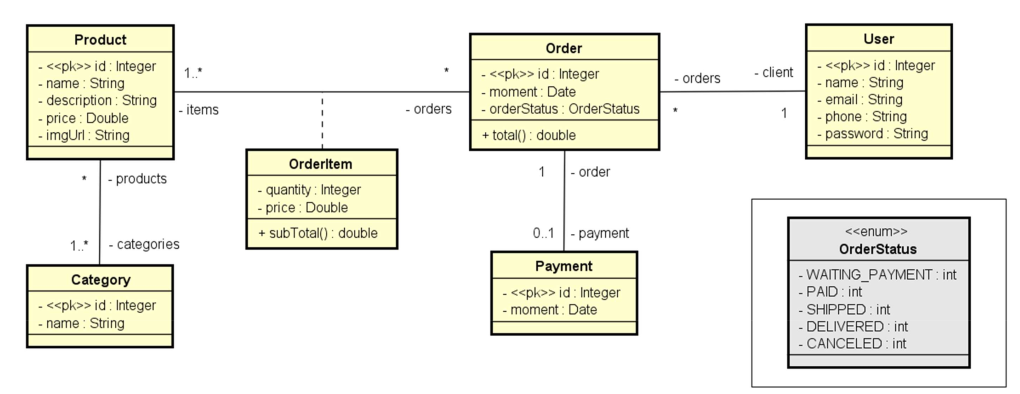 Product
- <<pk>> id : Integer
- name : String
- description : String
- price : Double
- imgUrl : String
1..*
- items
*
- orders
Order
- <<pk>> id : Integer
- moment : Date
- orderStatus : OrderStatus
+ total() : double
- orders
*
- client
1
User
- <<pk>> id : Integer
- name : String
- email : String
- phone : String
- password : String
OrderItem
- quantity : Integer
- price : Double
+ subTotal() : double
* - products
1..* - categories
Category
- <<pk>> id : Integer
- name : String
1 - order
0..1 - payment
Payment
- <<pk>> id : Integer
- moment : Date
<<enum>>
OrderStatus
- WAITING_PAYMENT : int
- PAID : int
- SHIPPED : int
- DELIVERED : int
- CANCELED : int